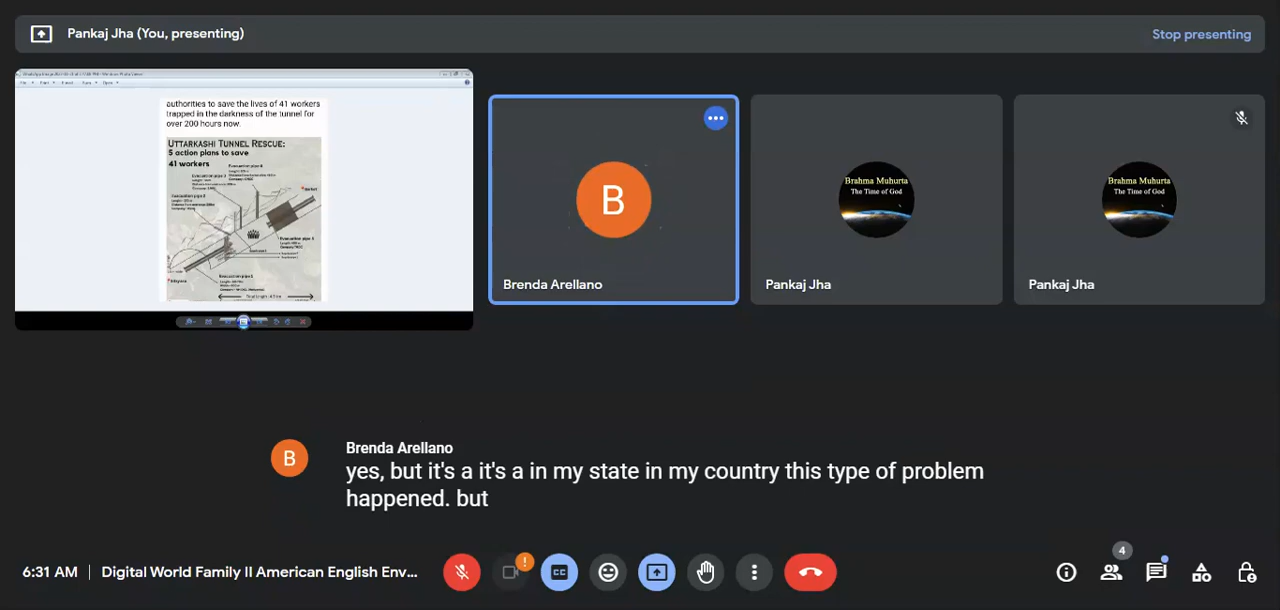 Pankaj Jha (You, presenting)
Stop presenting
authorities to save the lives of 41 workers
trapped in the darkness of the tunnel for
over 200 hours now.
UTTARKASHI TUNNEL RESCUE:
5 action plans to save
41 workers
B
Brenda Arellano
Brahma Muhurta
The Time of God
Pankaj Jha
Brahma Muhurta
The Time of God
Pankaj Jha
B
Brenda Arellano
yes, but it's a it's a in my state in my country this type of problem
happened. but
6:31 AM
Digital World Family II American English Env...
CC
4